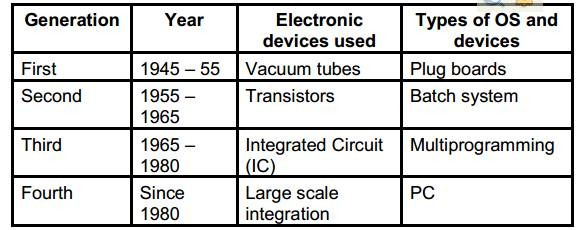 Generation Year Electronic devices used Types of OS and devices
First 1945 – 55 Vacuum tubes Plug boards
Second 1955 – 1965 Transistors Batch system
Third 1965 – 1980 Integrated Circuit (IC) Multiprogramming
Fourth Since 1980 Large scale integration PC